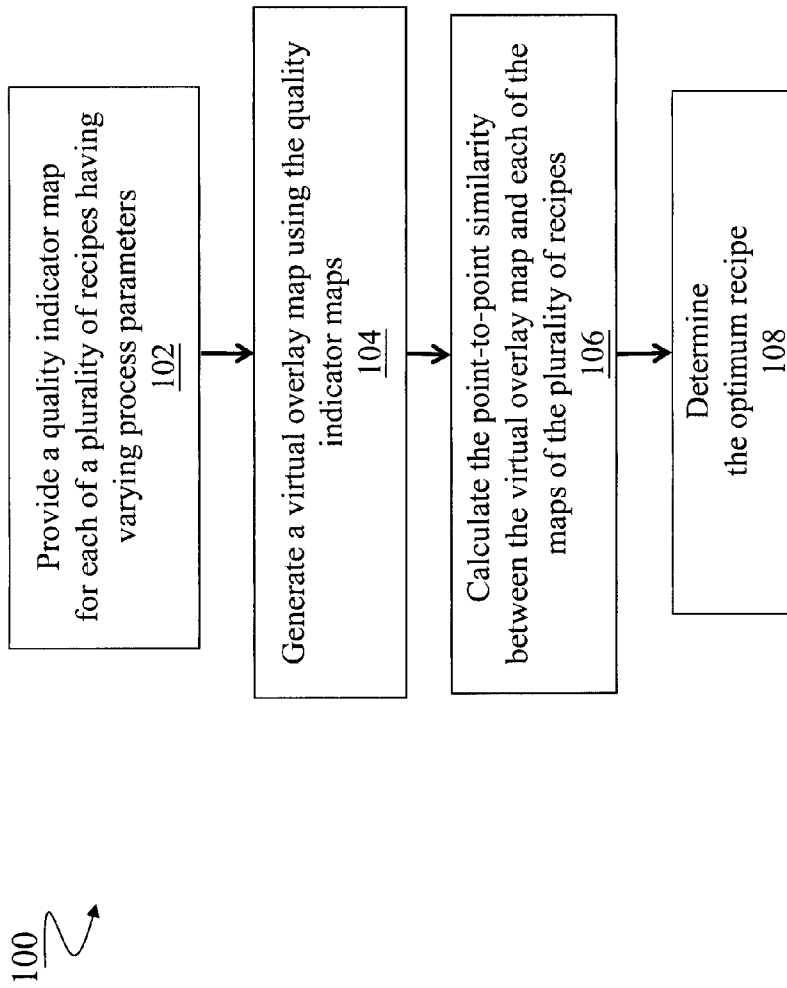 100
Provide a quality indicator map
for each of a plurality of recipes having
varying process parameters
102
Generate a virtual overlay map using the quality
indicator maps
104
Calculate the point-to-point similarity
between the virtual overlay map and each of the
maps of the plurality of recipes
106
Determine
the optimum recipe
108